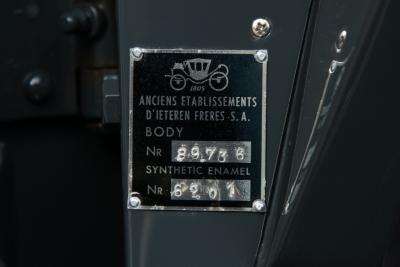 1805
ANCIENS ETABLISSEMENTS
D'IETEREN FRERES - S.A.
BODY
NR 89736
SYNTHETIC ENAMEL
NR 6201